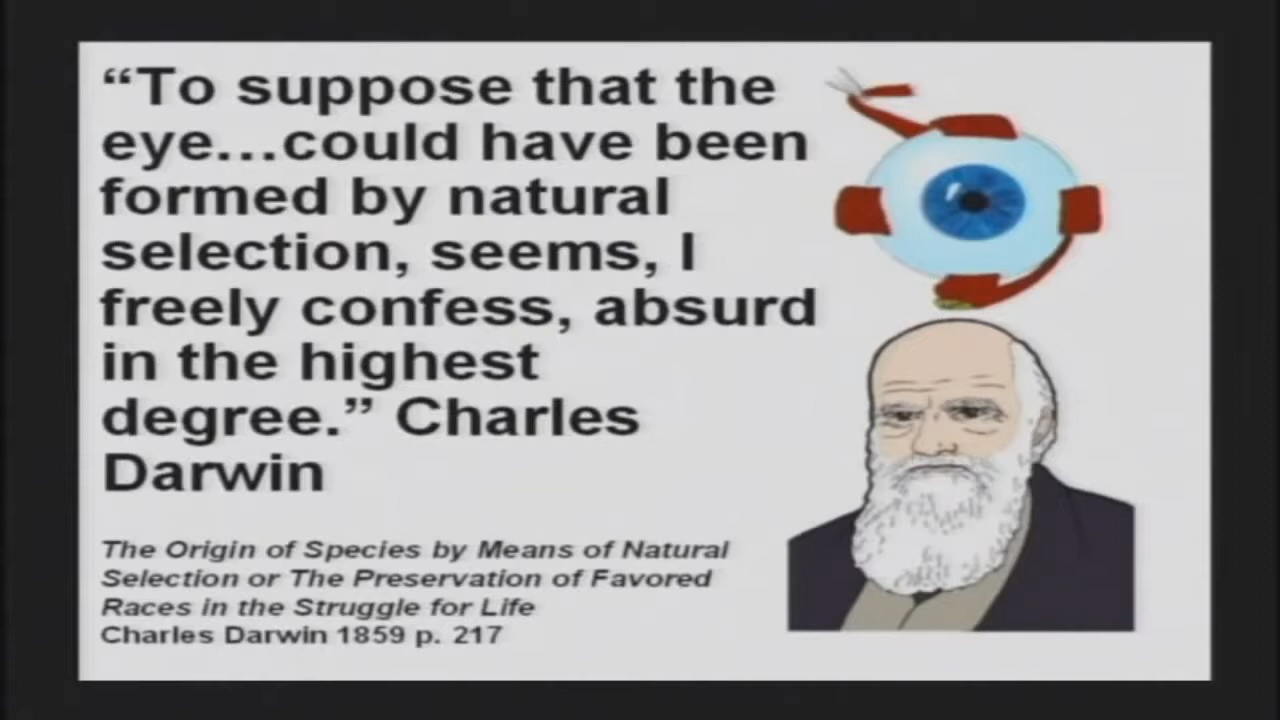 “To suppose that the
eye...could have been
formed by natural
selection, seems, I
freely confess, absurd
in the highest
degree.” Charles
Darwin
The Origin of Species by Means of Natural
Selection or The Preservation of Favored
Races in the Struggle for Life
Charles Darwin 1859 p. 217